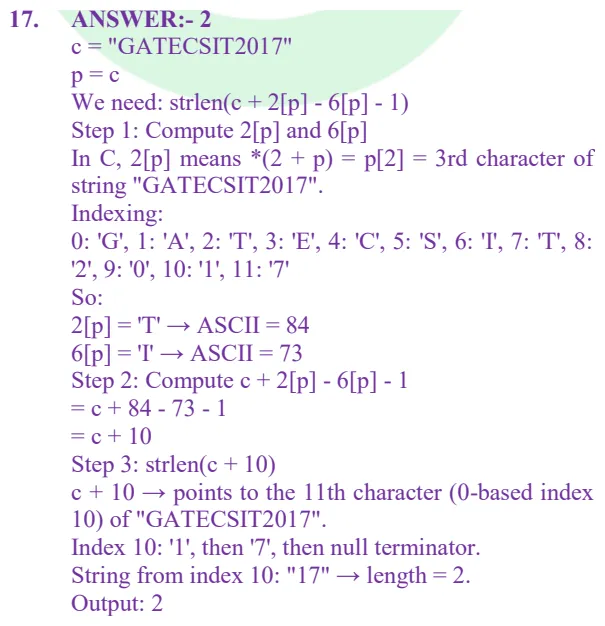 17. ANSWER:- 2
c = "GATECSIT2017"
p = c
We need: strlen(c + 2[p] - 6[p] - 1)
Step 1: Compute 2[p] and 6[p]
In C, 2[p] means *(2 + p) = p[2] = 3rd character of
string "GATECSIT2017".
Indexing:
0: 'G', 1: 'A', 2: 'T', 3: 'E', 4: 'C', 5: 'S', 6: 'I', 7: 'T', 8:
'2', 9: '0', 10: '1', 11: '7'
So:
2[p] = 'T' → ASCII = 84
6[p] = 'I' → ASCII = 73
Step 2: Compute c + 2[p] - 6[p] - 1
= c + 84 - 73 - 1
= c + 10
Step 3: strlen(c + 10)
c + 10 → points to the 11th character (0-based index
10) of "GATECSIT2017".
Index 10: '1', then '7', then null terminator.
String from index 10: "17" → length = 2.
Output: 2